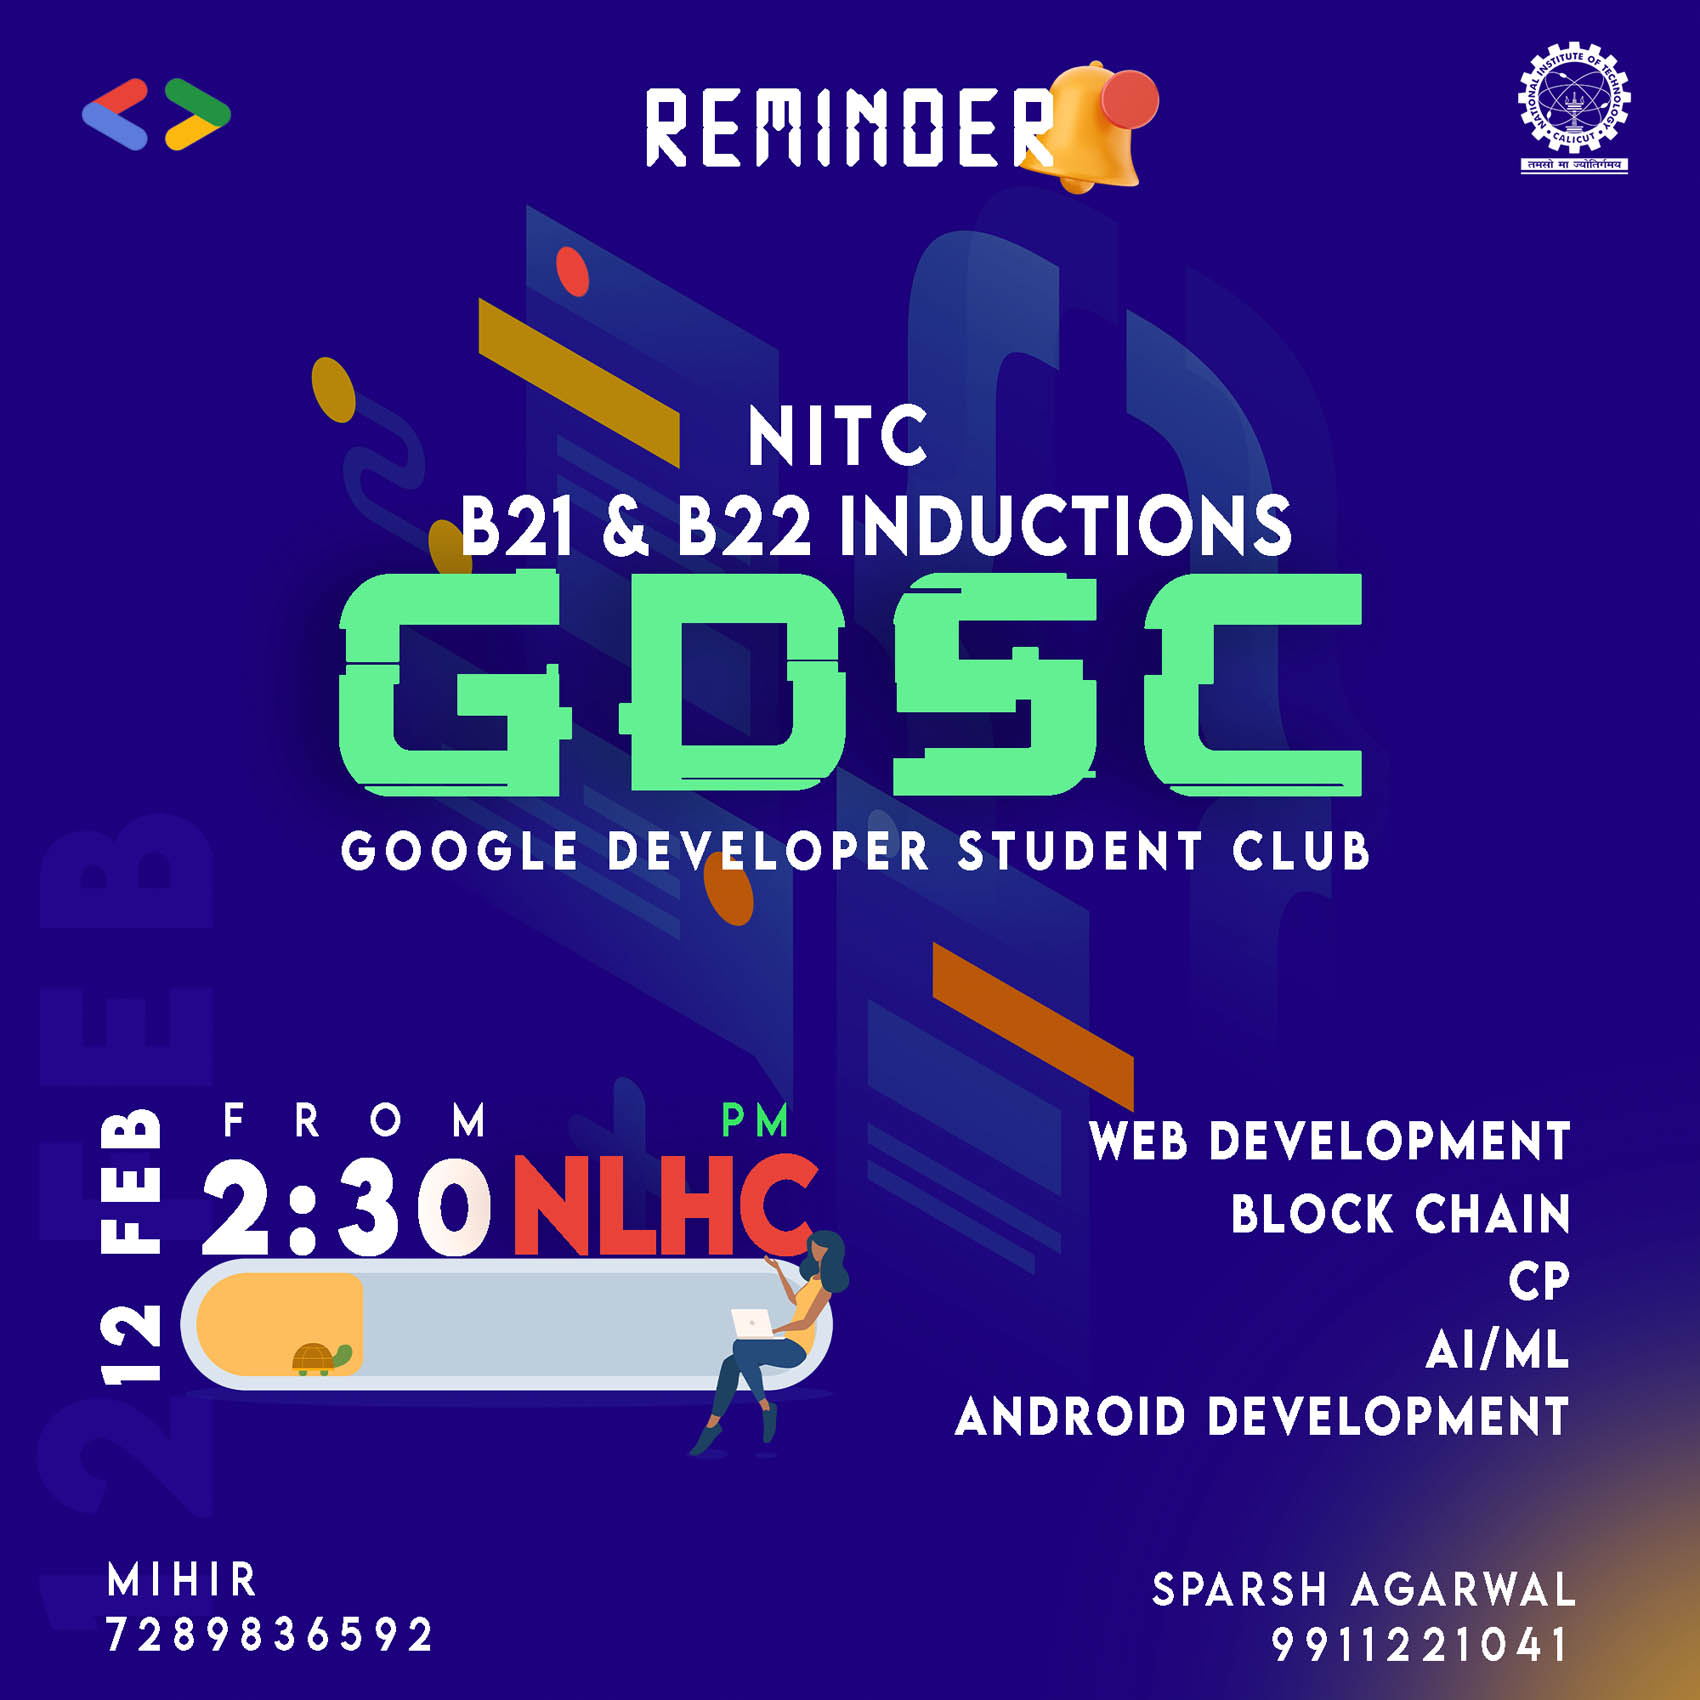 REMINDER
NATIONAL INSTITUTE OF TECHNOLOGY
CALICUT
तमसो मा ज्योतिर्गमय
NITC
B21 & B22 INDUCTIONS
GDSC
GOOGLE DEVELOPER STUDENT CLUB
12 FEB
12 FEB
FROM
2:30 PM
NLHC
WEB DEVELOPMENT
BLOCK CHAIN
CP
AI/ML
ANDROID DEVELOPMENT
MIHIR
7289836592
SPARSH AGARWAL
9911221041